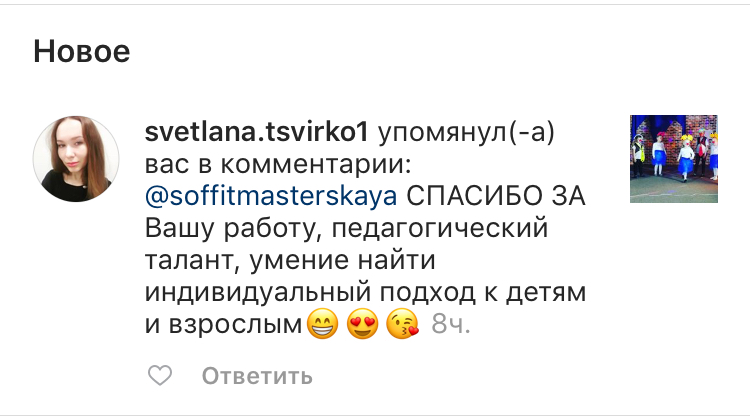 Новое
svetlana.tsvirko1 упомянул(-а)
вас в комментарии:
@soffitmasterskaya СПАСИБО ЗА
Вашу работу, педагогический
талант, умение найти
индивидуальный подход к детям
и взрослым😁😍😘 8ч.
Ответить